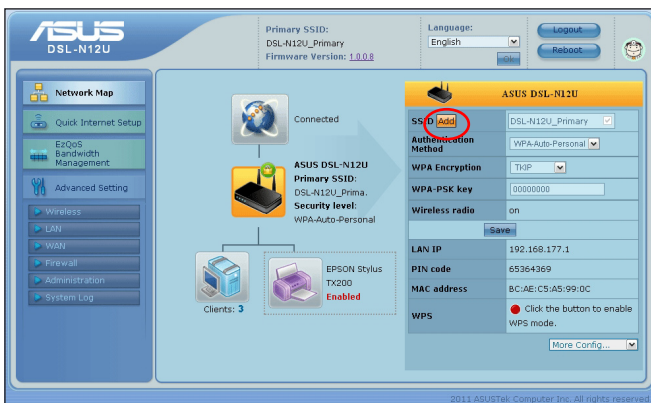 ASUS
DSL-N12U
Primary SSID:
DSL-N12U_Primary
Firmware Version: 1.0.0.8
Language:
English
Ok
Logout
Reboot
Network Map
Quick Internet Setup
EzQoS
Bandwidth
Management
Advanced Setting
Wireless
LAN
WAN
Firewall
Administration
System Log
Connected
ASUS DSL-N12U
Primary SSID:
DSL-N12U_Prima.
Security level:
WPA-Auto-Personal
Clients: 3
EPSON Stylus
TX200
Enabled
ASUS DSL-N12U
SSID Add DSL-N12U_Primary
Authentication
Method
WPA-Auto-Personal
WPA Encryption TKIP
WPA-PSK key 00000000
Wireless radio on
Save
LAN IP 192.168.177.1
PIN code 65364369
MAC address BC:AE:C5:A5:99:0C
WPS
Click the button to enable
WPS mode.
More Config...
2011 ASUSTek Computer Inc. All rights reserved